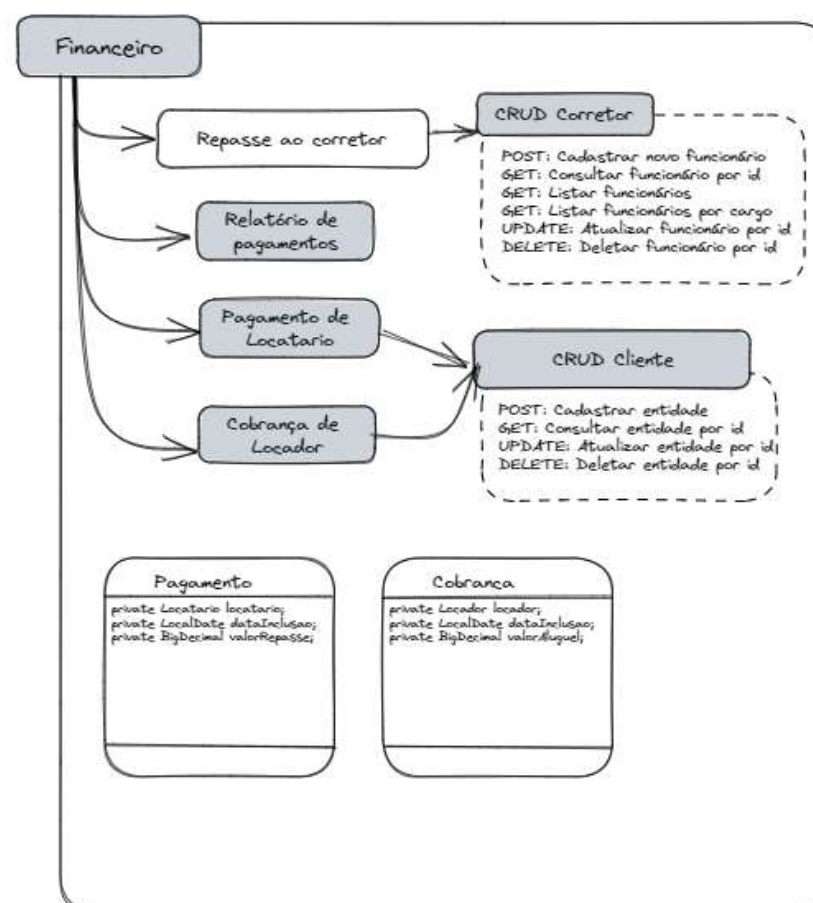 Financeiro
Repasse ao corretor
CRUD Corretor
POST: Cadastrar novo funcionário
GET: Consultar funcionário por id
GET: Listar funcionários
GET: Listar funcionários por cargo
UPDATE: Atualizar funcionário por id
DELETE: Deletar funcionário por id
Relatório de
pagamentos
Pagamento de
Locatario
CRUD Cliente
POST: Cadastrar entidade
GET: Consultar entidade por id
UPDATE: Atualizar entidade por id
DELETE: Deletar entidade por id
Cobrança de
Locador
Pagamento
private Locatario locatario;
private LocalDate dataInclusao;
private BigDecimal valorRepasse;
Cobranca
private Locador locador;
private LocalDate dataInclusao;
private BigDecimal valorAluguel;